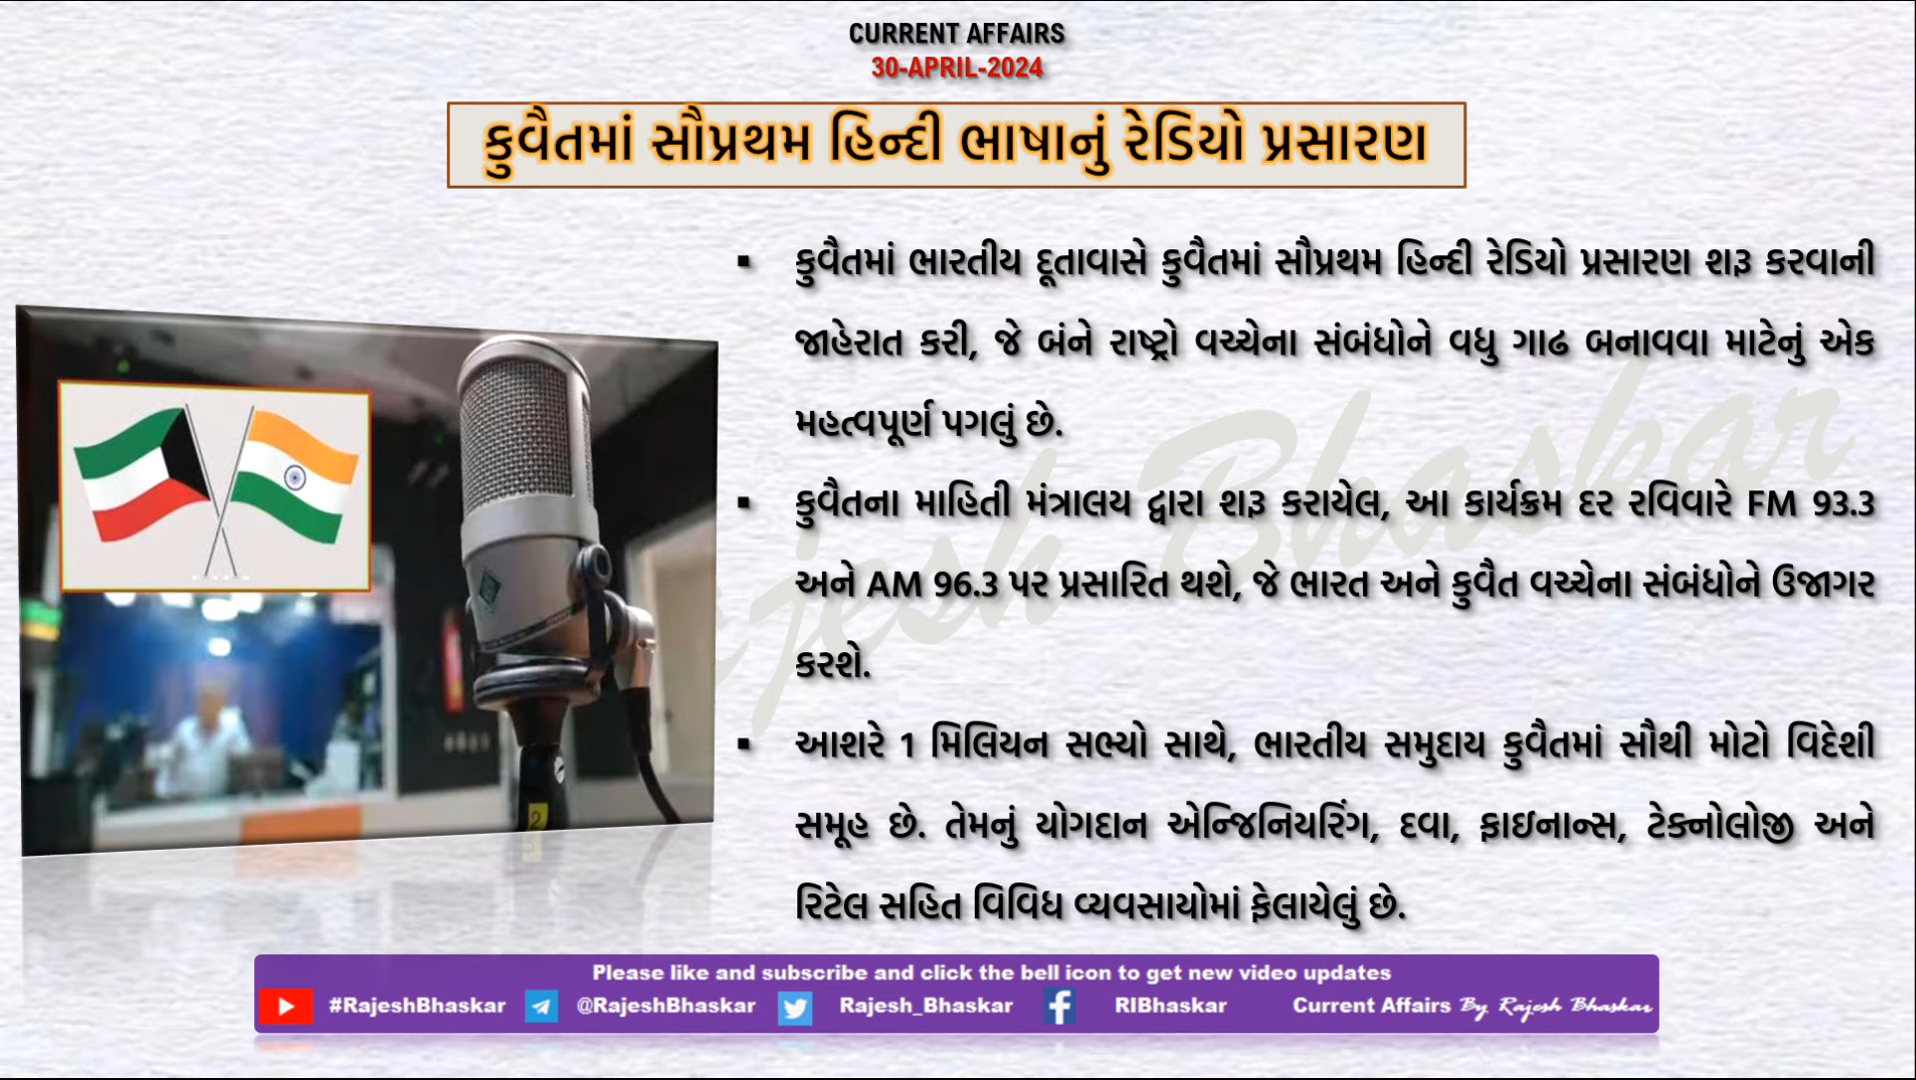 CURRENT AFFAIRS
30-APRIL-2024
કુવૈતમાં સૌપ્રથમ હિન્દી ભાષાનું રેડિયો પ્રસારણ
▪ કુવૈતમાં ભારતીય દૂતાવાસે કુવૈતમાં સૌપ્રથમ હિન્દી રેડિયો પ્રસારણ શરૂ કરવાની
જાહેરાત કરી, જે બંને રાષ્ટ્રો વચ્ચેના સંબંધોને વધુ ગાઢ બનાવવા માટેનું એક
મહત્વપૂર્ણ પગલું છે.
▪ કુવૈતના માહિતી મંત્રાલય દ્વારા શરૂ કરાયેલ, આ કાર્યક્રમ દર રવિવારે FM 93.3
અને AM 96.3 પર પ્રસારિત થશે, જે ભારત અને કુવૈત વચ્ચેના સંબંધોને ઉજાગર
કરશે.
▪ આશરે 1 મિલિયન સભ્યો સાથે, ભારતીય સમુદાય કુવૈતમાં સૌથી મોટો વિદેશી
સમૂહ છે. તેમનું યોગદાન એન્જિનિયરિંગ, દવા, ફાઇનાન્સ, ટેક્નોલોજી અને
રિટેલ સહિત વિવિધ વ્યવસાયોમાં ફેલાયેલું છે.
Please like and subscribe and click the bell icon to get new video updates
#RajeshBhaskar @RajeshBhaskar Rajesh_Bhaskar RIBhaskar Current Affairs By Rajesh Bhaskar